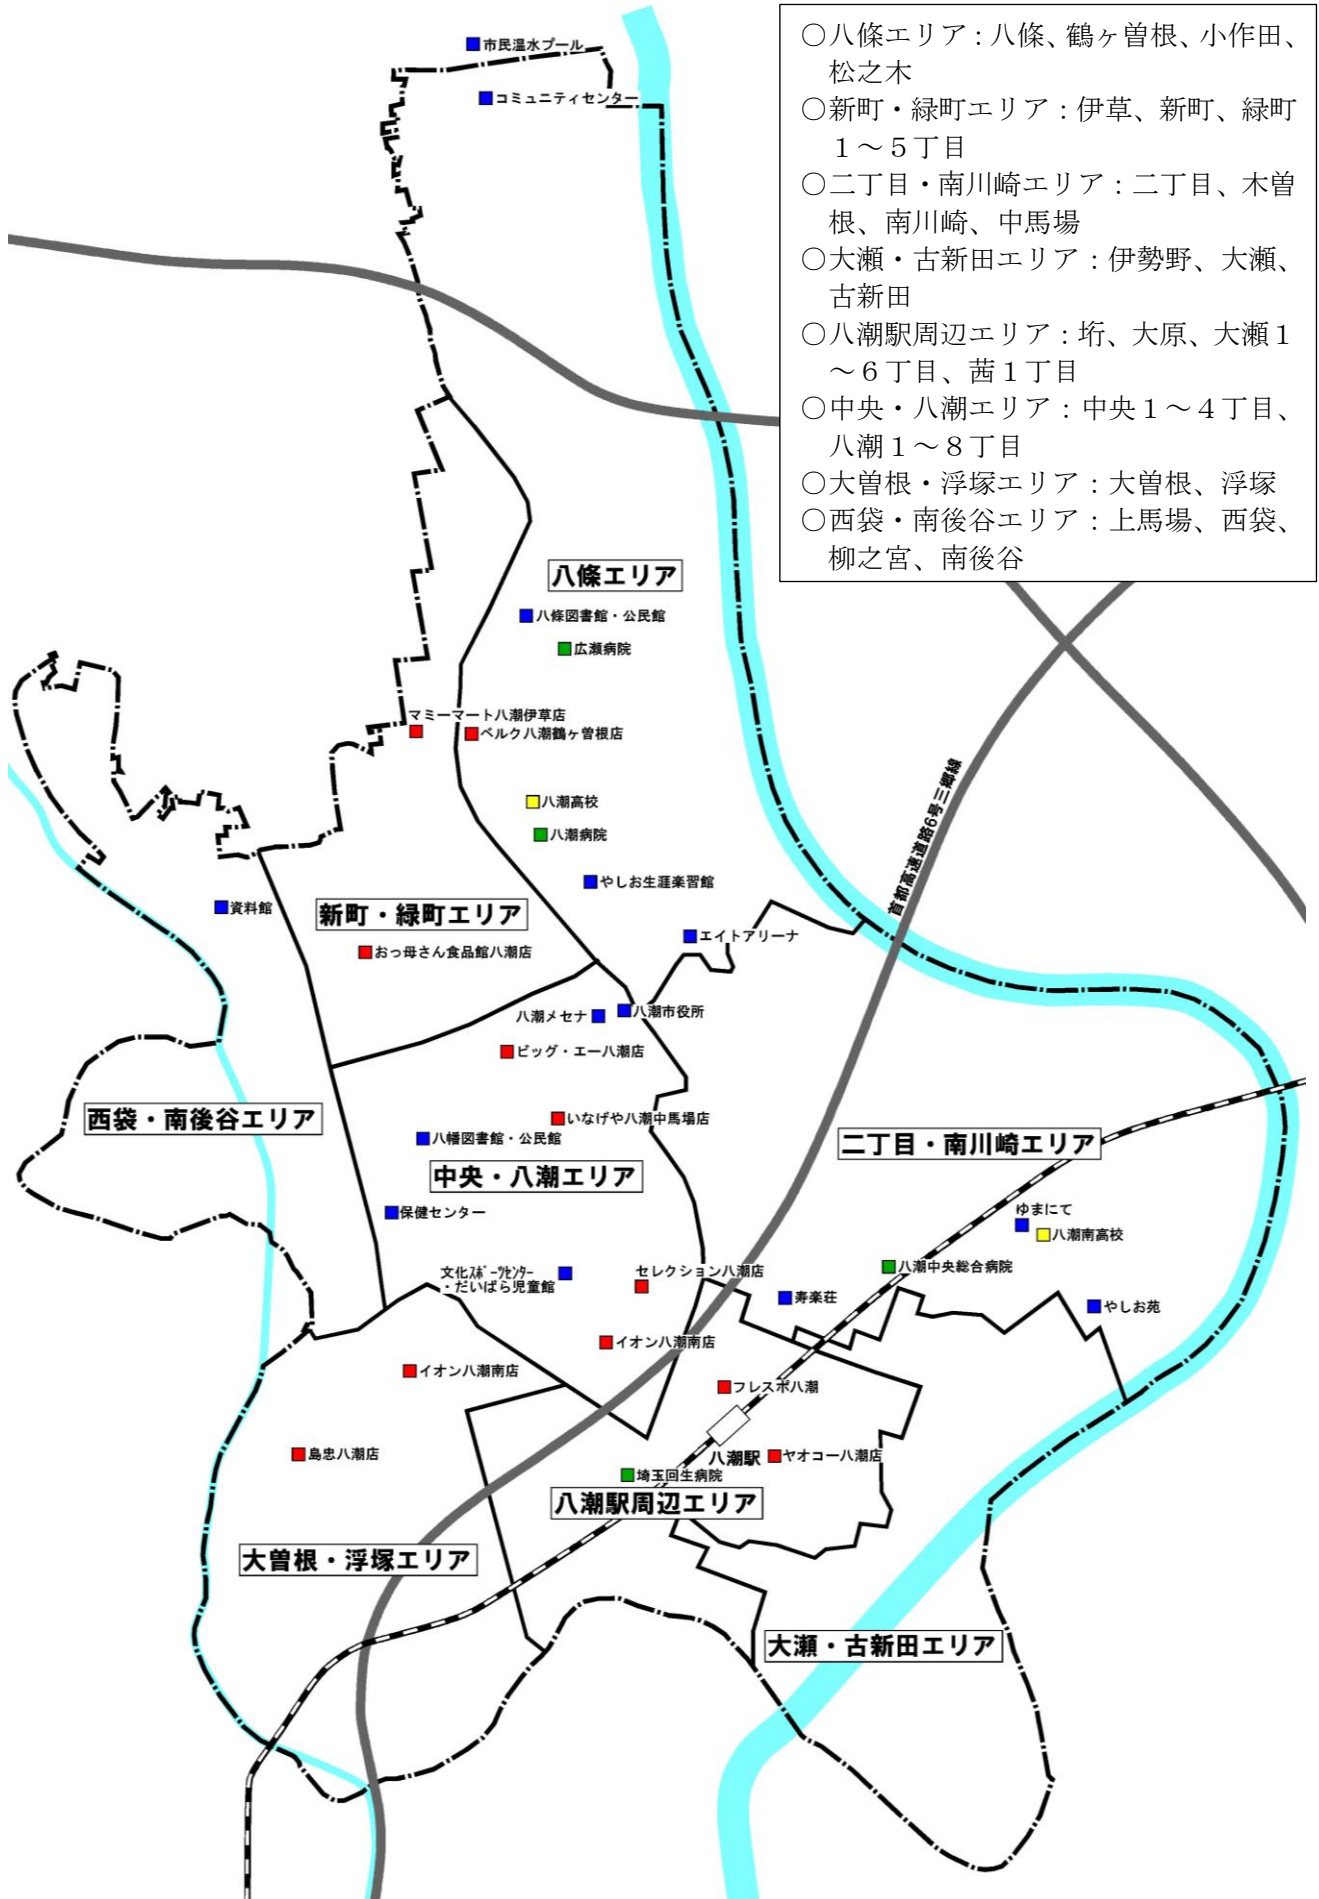 ○八條エリア：八條、鶴ヶ曽根、小作田、
松之木
○新町・緑町エリア：伊草、新町、緑町
１～５丁目
○二丁目・南川崎エリア：二丁目、木曽
根、南川崎、中馬場
○大瀬・古新田エリア：伊勢野、大瀬、
古新田
○八潮駅周辺エリア：垳、大原、大瀬１
～６丁目、茜１丁目
○中央・八潮エリア：中央１～４丁目、
八潮１～８丁目
○大曽根・浮塚エリア：大曽根、浮塚
○西袋・南後谷エリア：上馬場、西袋、
柳之宮、南後谷
市民温水プール
コミュニティセンター
八條エリア
八條図書館・公民館
広瀬病院
マミーマート八潮伊草店
ベルク八潮鶴ヶ曽根店
首都高速道路6号三郷線
八潮高校
八潮病院
やしお生涯楽習館
資料館
新町・緑町エリア
エイトアリーナ
おっ母さん食品館八潮店
八潮メセナ
八潮市役所
ビッグ・エー八潮店
西袋・南後谷エリア
いなげや八潮中馬場店
八幡図書館・公民館
二丁目・南川崎エリア
中央・八潮エリア
保健センター
ゆまにて
八潮南高校
文化スポーツセンター
・だいばら児童館
セレクション八潮店
八潮中央総合病院
寿楽荘
やしお苑
イオン八潮南店
イオン八潮南店
フレスポ八潮
島忠八潮店
八潮駅
ヤオコー八潮店
埼玉回生病院
八潮駅周辺エリア
大曽根・浮塚エリア
大瀬・古新田エリア